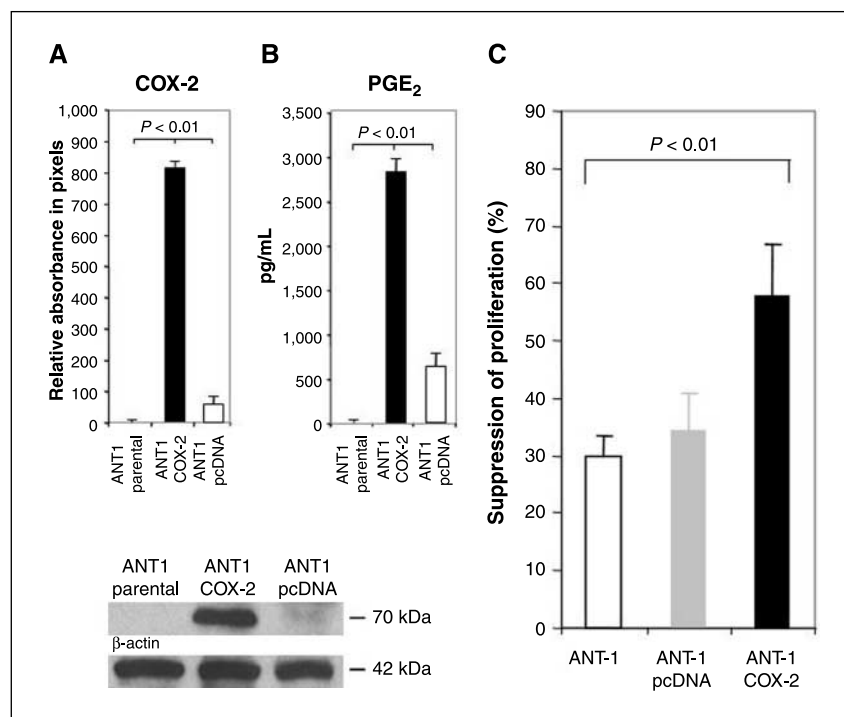 A
COX-2
Relative absorbance in pixels
1,000
900
800
700
600
500
400
300
200
100
0
P < 0.01
ANT1 parental
ANT1 COX-2
ANT1 pcDNA
B
PGE₂
pg/mL
3,500
3,000
2,500
2,000
1,500
1,000
500
0
P < 0.01
ANT1 parental
ANT1 COX-2
ANT1 pcDNA
ANT1 parental
ANT1 COX-2
ANT1 pcDNA
70 kDa
β-actin
42 kDa
C
Suppression of proliferation (%)
90
80
70
60
50
40
30
20
10
0
P < 0.01
ANT-1
ANT-1 pcDNA
ANT-1 COX-2